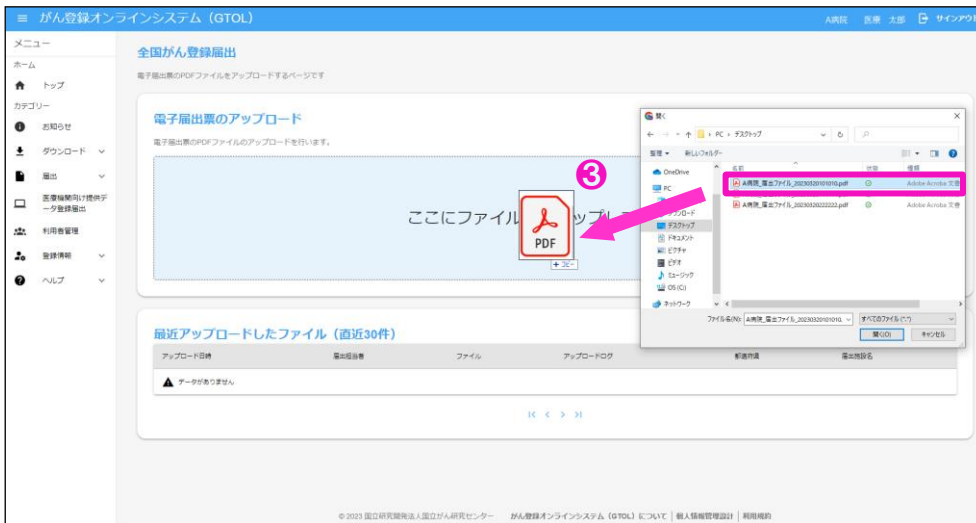 がん登録オンラインシステム（GTOL）
A病院 医療 太郎 サインアウト
メニュー
ホーム
トップ
カテゴリー
お知らせ
ダウンロード
届出
医療機関向け提供データ登録届出
利用者管理
登録情報
ヘルプ
全国がん登録届出
電子届出票のPDFファイルをアップロードするページです
電子届出票のアップロード
電子届出票のPDFファイルのアップロードを行います。
ここにファイル
ップし
❸
PDF
+ コピー
開く
PC › デスクトップ
整理 新しいフォルダー
OneDrive
PC
ダウンロード
デスクトップ
ドキュメント
ピクチャ
ビデオ
ミュージック
OS (C:)
ネットワーク
名前 状態 種類
A病院_届出ファイル_20230320101010.pdf Adobe Acrobat 文書
A病院_届出ファイル_20230320222222.pdf Adobe Acrobat 文書
ファイル名(N): A病院_届出ファイル_20230320101010. すべてのファイル (*.*)
開く(O) キャンセル
最近アップロードしたファイル（直近30件）
アップロード日時 届出担当者 ファイル アップロードログ 都道府県 届出施設名
データがありません
© 2023 国立研究開発法人国立がん研究センター がん登録オンラインシステム（GTOL）について | 個人情報管理設計 | 利用規約